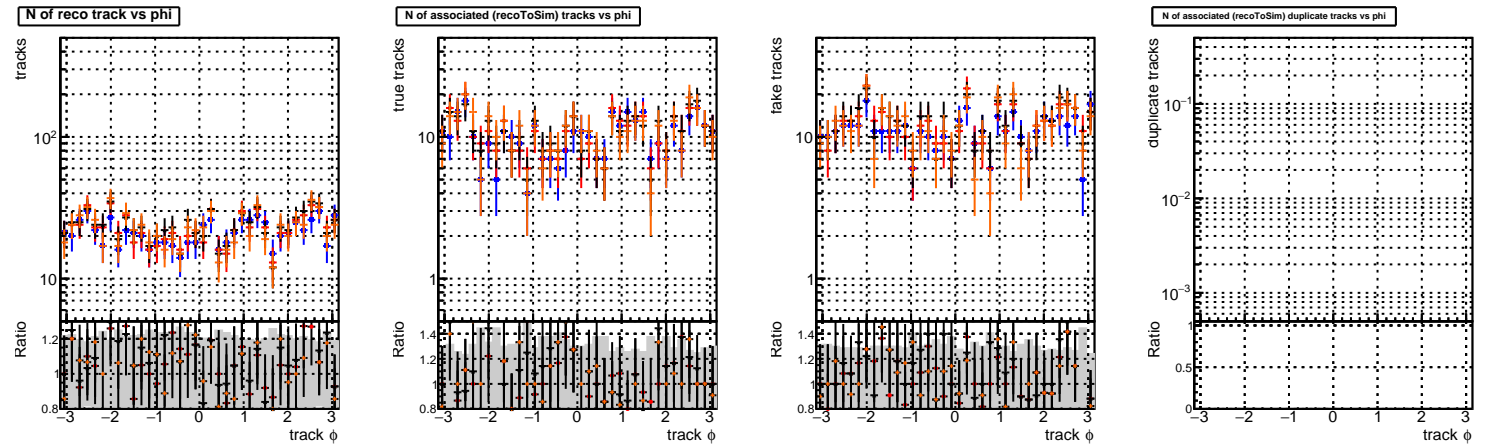 N of reco track vs phi
tracks
10²
10
Ratio
1.2
1
0.8
−3 −2 −1 0 1 2 3
track ϕ
N of associated (recoToSim) tracks vs phi
true tracks
10
1
Ratio
1.4
1.2
1
0.8
−3 −2 −1 0 1 2 3
track ϕ
fake tracks
10
1
Ratio
1.4
1.2
1
0.8
−3 −2 −1 0 1 2 3
track ϕ
N of associated (recoToSim) duplicate tracks vs phi
duplicate tracks
10⁻¹
10⁻²
10⁻³
Ratio
1
0.5
0
−3 −2 −1 0 1 2 3
track ϕ